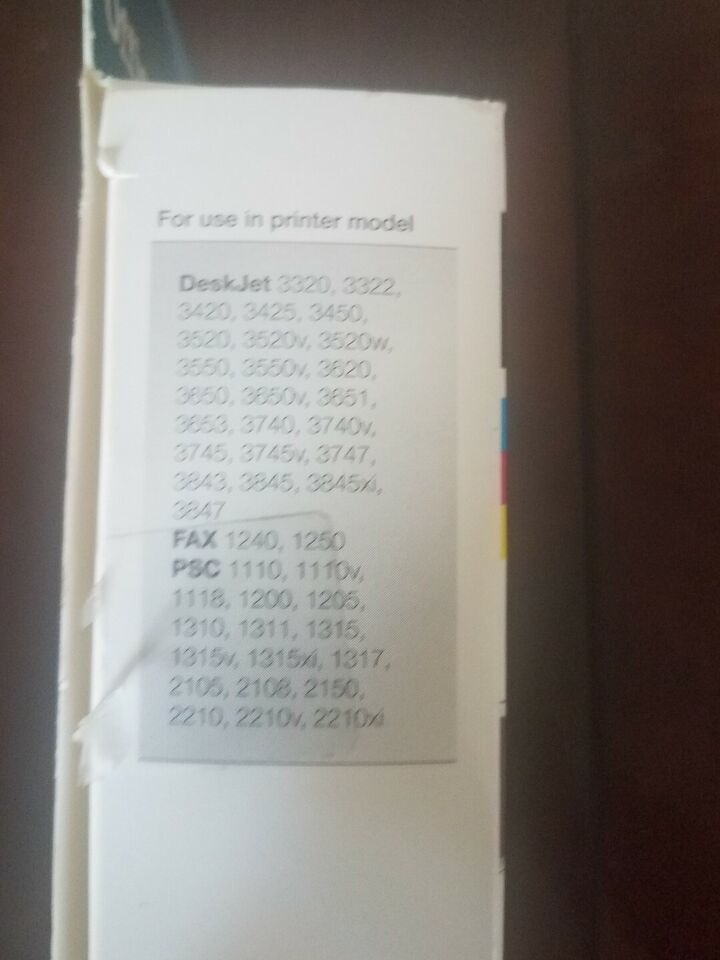 For use in printer model
DeskJet 3320, 3322,
3420, 3425, 3450,
3520, 3520v, 3520w,
3550, 3550v, 3620,
3650, 3650v, 3651,
3653, 3740, 3740v,
3745, 3745v, 3747,
3843, 3845, 3845xi,
3847
FAX 1240, 1250
PSC 1110, 1110v,
1118, 1200, 1205,
1310, 1311, 1315,
1315v, 1315xi, 1317,
2105, 2108, 2150,
2210, 2210v, 2210xi